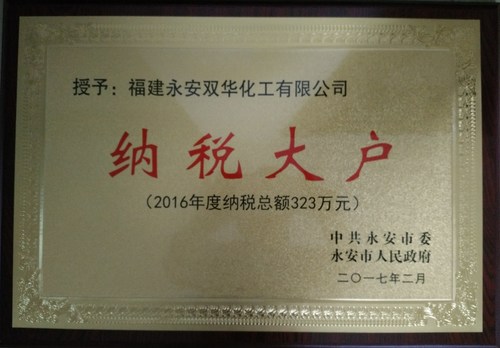 授予：福建永安双华化工有限公司
纳税大户
（2016年度纳税总额323万元）
中共永安市委
永安市人民政府
二〇一七年二月